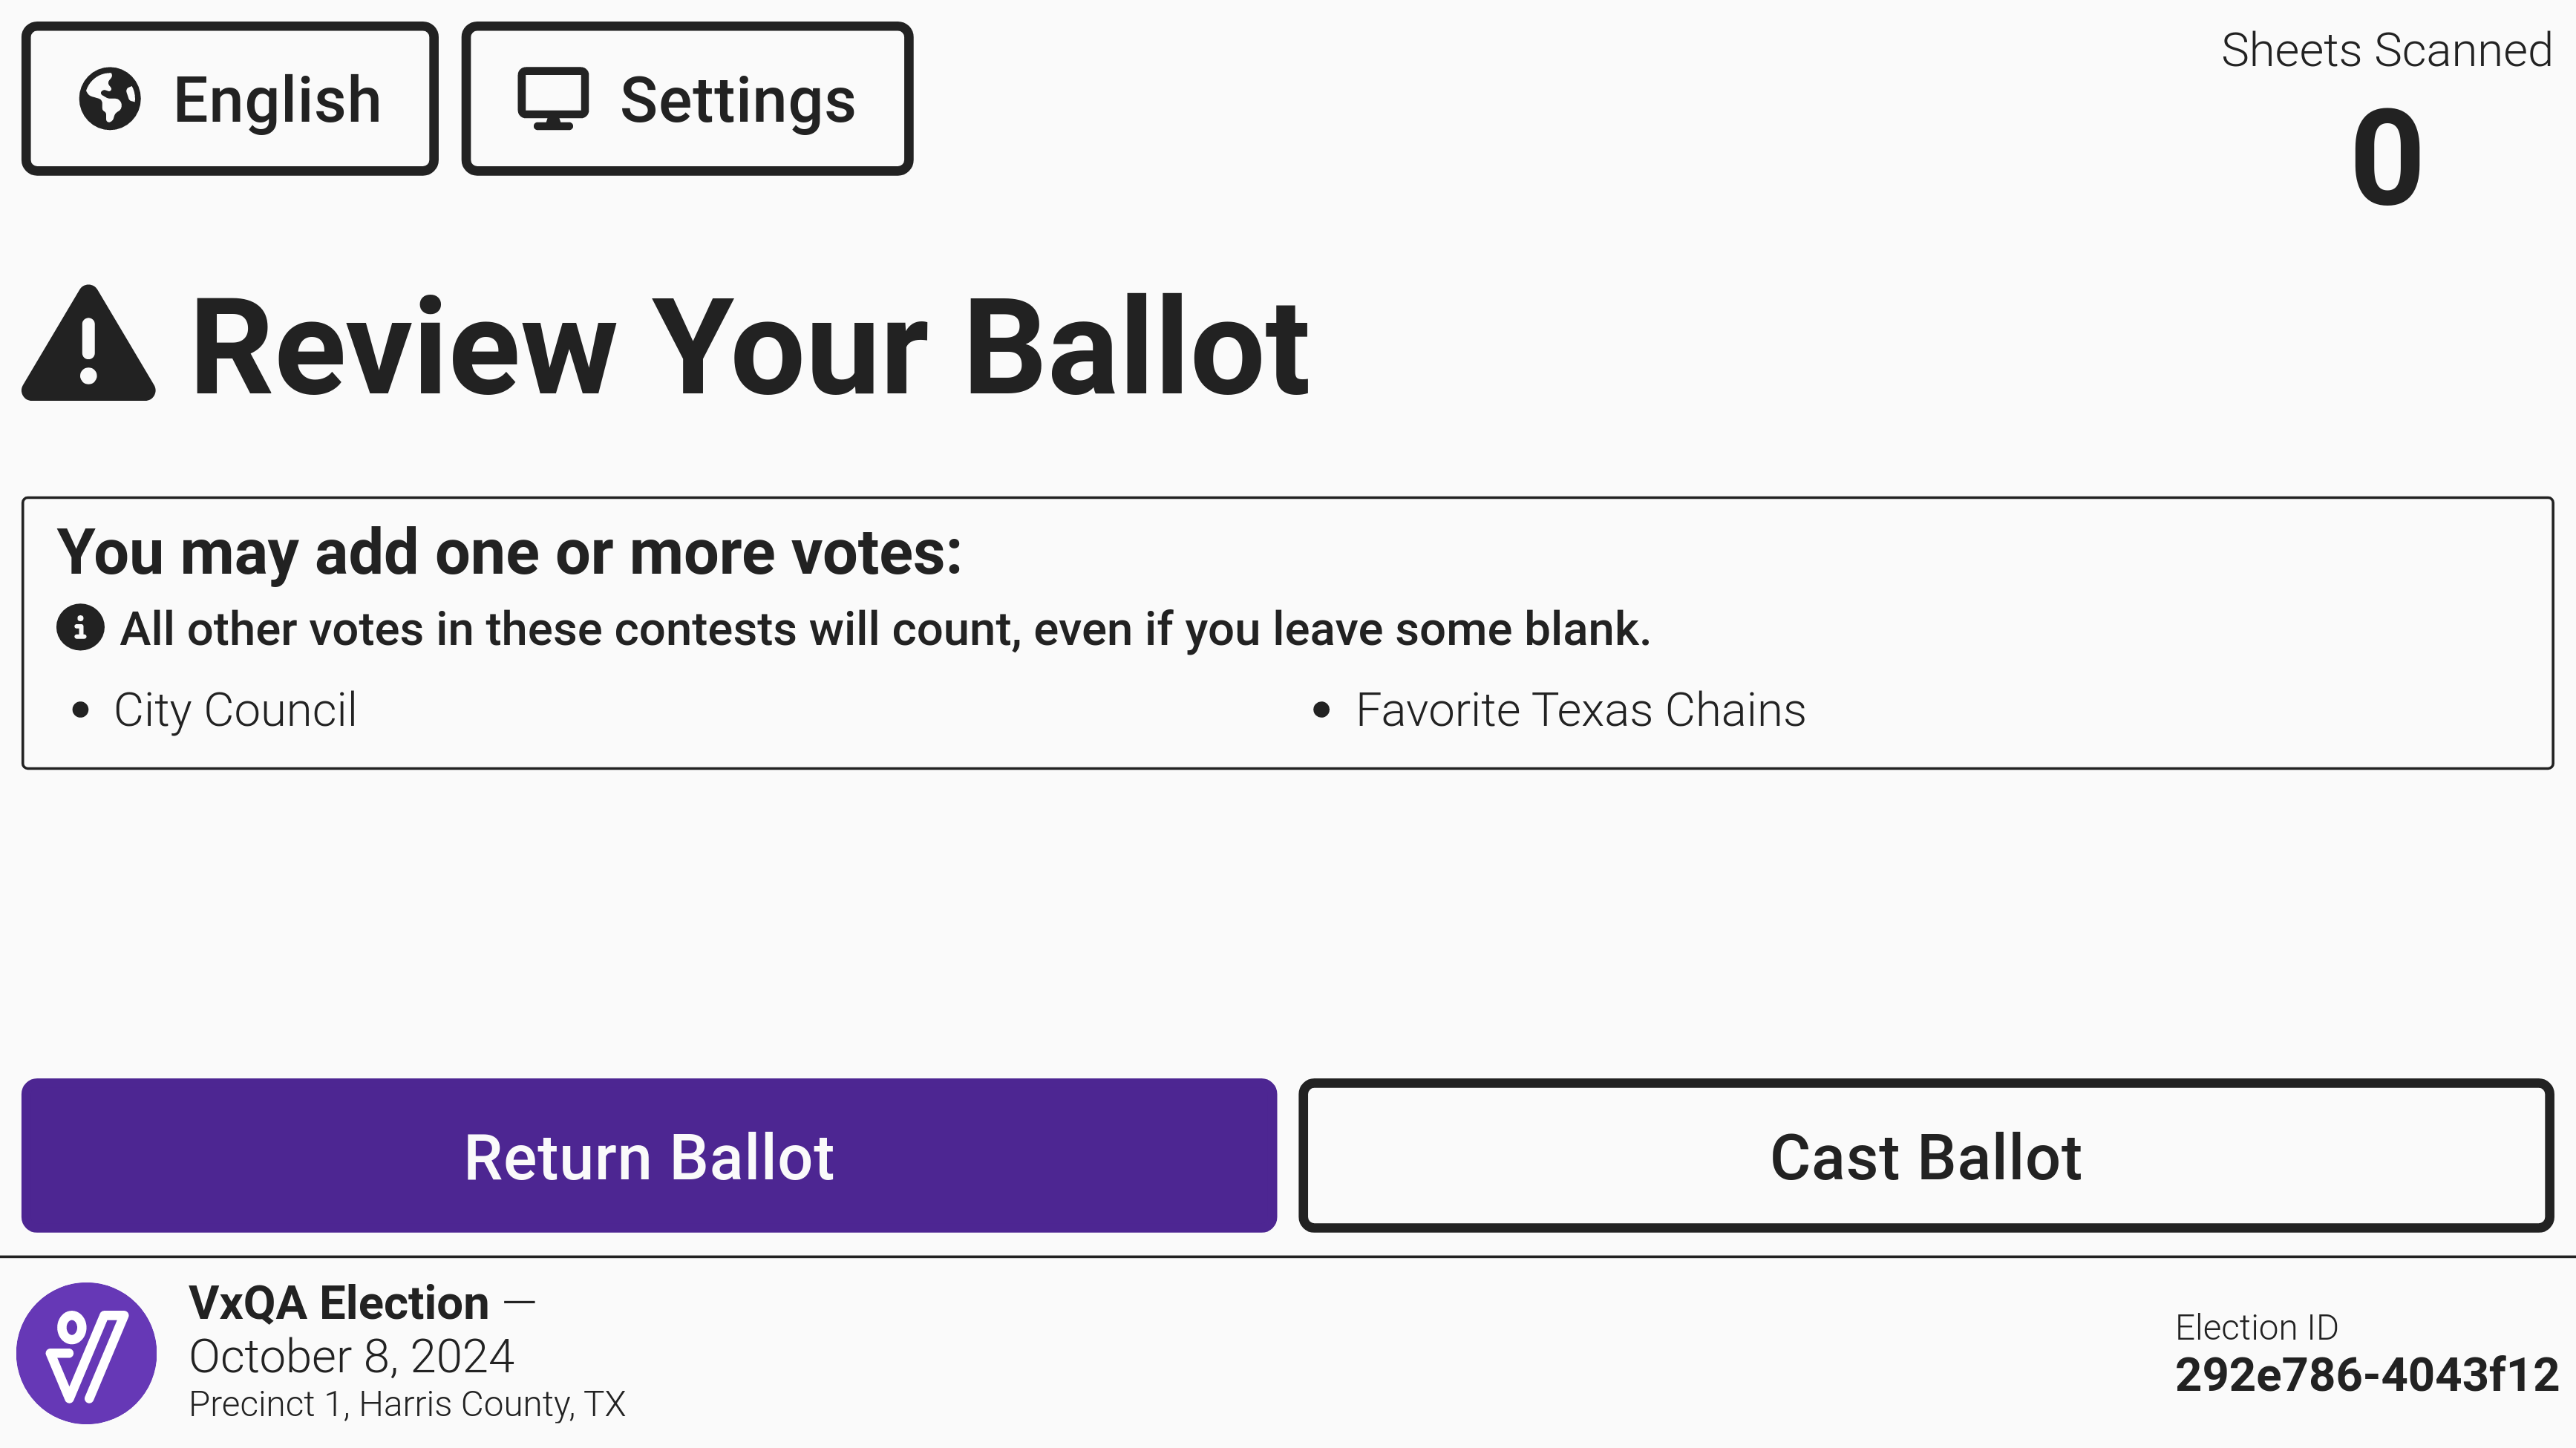 English
Settings
Sheets Scanned
0
Review Your Ballot
You may add one or more votes:
All other votes in these contests will count, even if you leave some blank.
• City Council
• Favorite Texas Chains
Return Ballot
Cast Ballot
VxQA Election —
October 8, 2024
Precinct 1, Harris County, TX
Election ID
292e786-4043f12